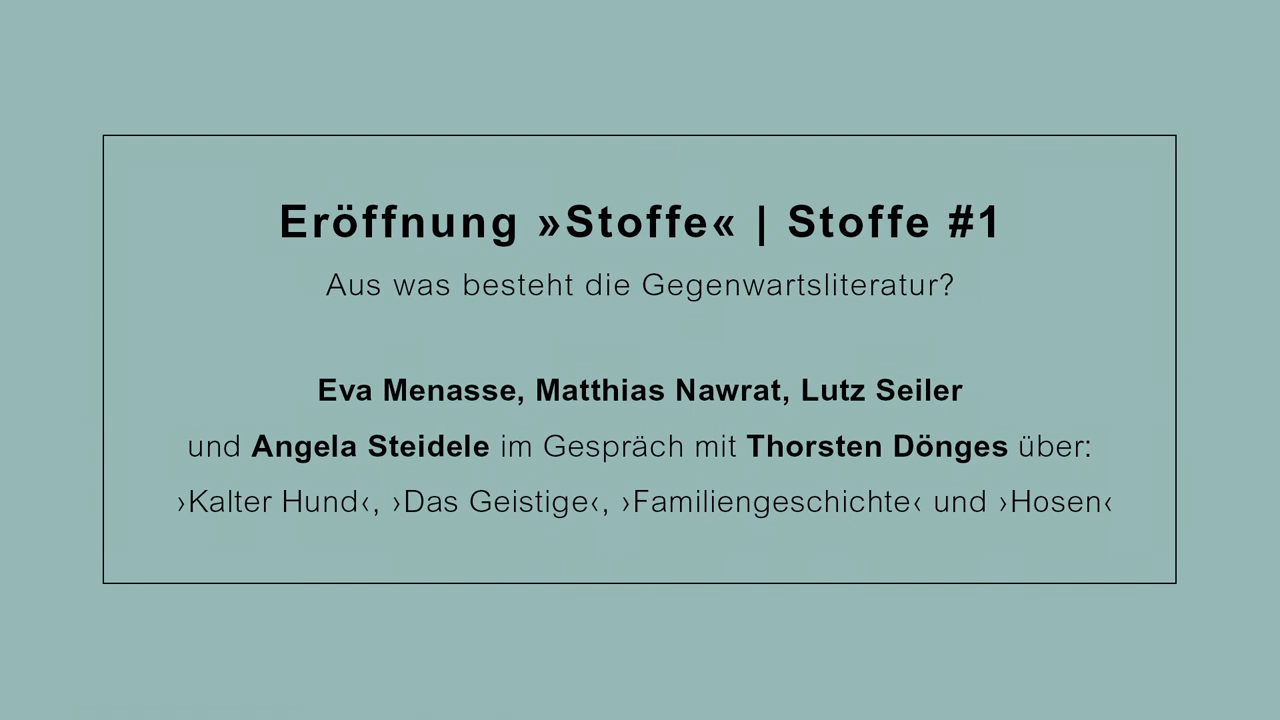 Eröffnung »Stoffe« | Stoffe #1
Aus was besteht die Gegenwartsliteratur?
Eva Menasse, Matthias Nawrat, Lutz Seiler
und Angela Steidele im Gespräch mit Thorsten Dönges über:
›Kalter Hund‹, ›Das Geistige‹, ›Familiengeschichte‹ und ›Hosen‹